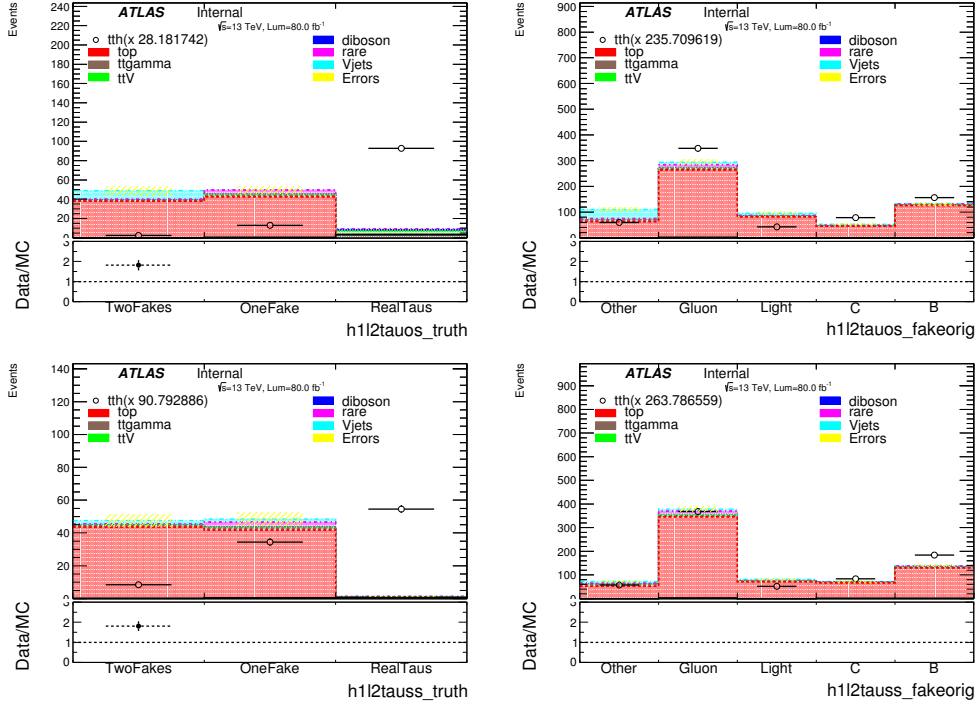 Events
ATLAS Internal
√s=13 TeV, Lum=80.0 fb-1
tth(x 28.181742)
top
ttgamma
ttV
diboson
rare
Vjets
Errors
240
220
200
180
160
140
120
100
80
60
40
20
0
Data/MC
3
2
1
0
TwoFakes OneFake RealTaus
h1l2tauos_truth
Events
ATLAS Internal
√s=13 TeV, Lum=80.0 fb-1
tth(x 235.709619)
top
ttgamma
ttV
diboson
rare
Vjets
Errors
900
800
700
600
500
400
300
200
100
0
Data/MC
3
2
1
0
Other Gluon Light C B
h1l2tauos_fakeorig
Events
ATLAS Internal
√s=13 TeV, Lum=80.0 fb-1
tth(x 90.792886)
top
ttgamma
ttV
diboson
rare
Vjets
Errors
140
120
100
80
60
40
20
0
Data/MC
3
2
1
0
TwoFakes OneFake RealTaus
h1l2tauss_truth
Events
ATLAS Internal
√s=13 TeV, Lum=80.0 fb-1
tth(x 263.786559)
top
ttgamma
ttV
diboson
rare
Vjets
Errors
900
800
700
600
500
400
300
200
100
0
Data/MC
3
2
1
0
Other Gluon Light C B
h1l2tauss_fakeorig